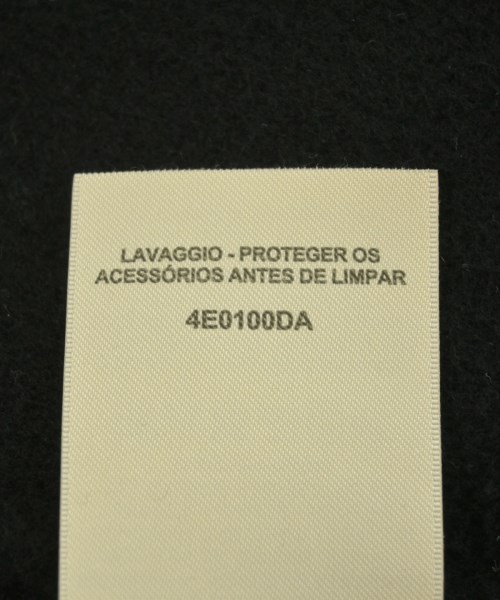 LAVAGGIO - PROTEGER OS
ACESSÓRIOS ANTES DE LIMPAR
4E0100DA